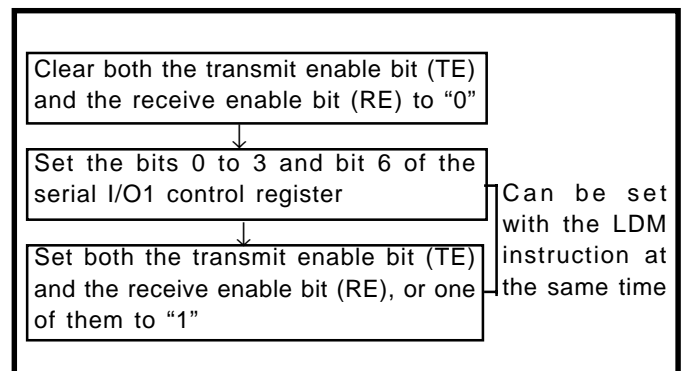 Clear both the transmit enable bit (TE)
and the receive enable bit (RE) to “0”
Set the bits 0 to 3 and bit 6 of the
serial I/O1 control register
Set both the transmit enable bit (TE)
and the receive enable bit (RE), or one
of them to “1”
Can be set
with the LDM
instruction at
the same time